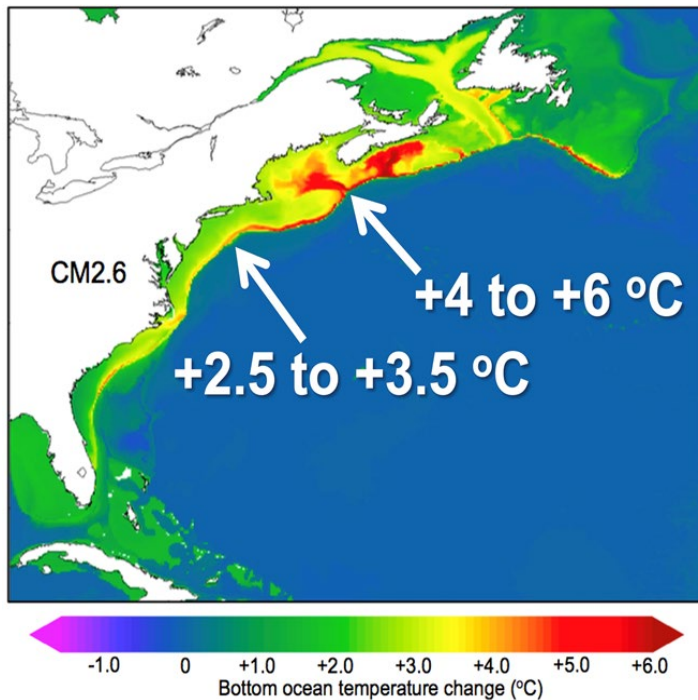 CM2.6
+4 to +6 ºC
+2.5 to +3.5 ºC
-1.0 0 +1.0 +2.0 +3.0 +4.0 +5.0 +6.0
Bottom ocean temperature change (ºC)